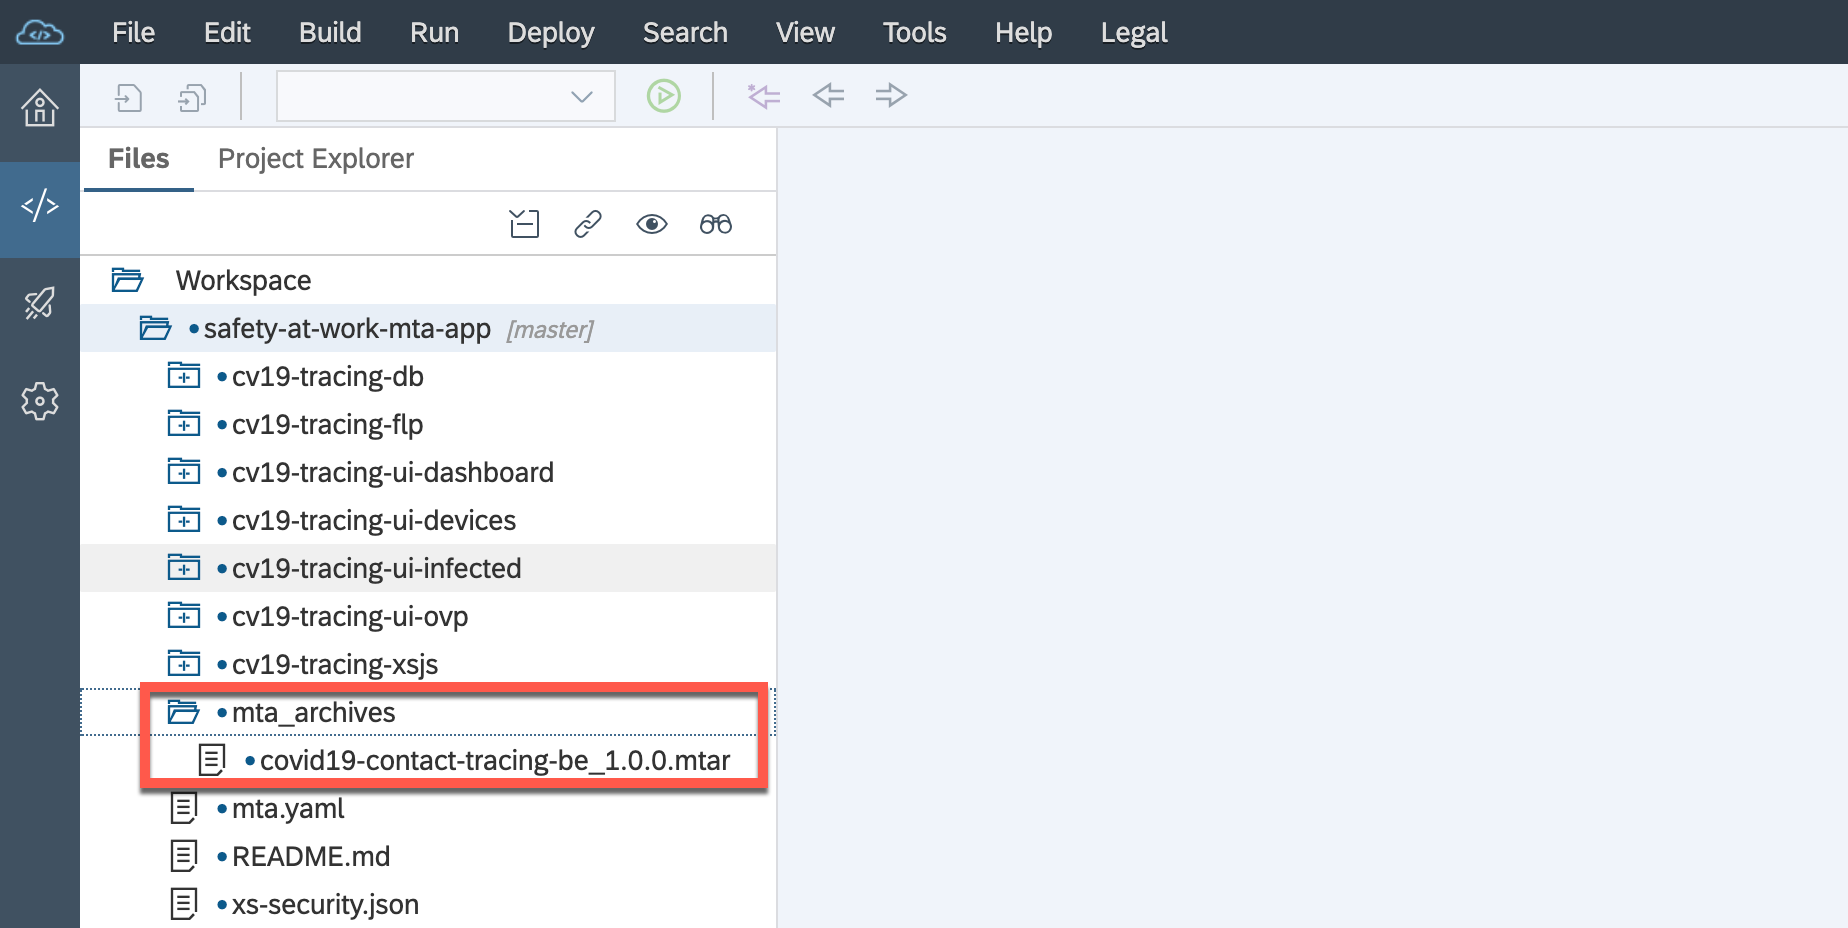 File Edit Build Run Deploy Search View Tools Help Legal
Files Project Explorer
Workspace
safety-at-work-mta-app [master]
cv19-tracing-db
cv19-tracing-flp
cv19-tracing-ui-dashboard
cv19-tracing-ui-devices
cv19-tracing-ui-infected
cv19-tracing-ui-ovp
cv19-tracing-xsjs
mta_archives
covid19-contact-tracing-be_1.0.0.mtar
mta.yaml
README.md
xs-security.json